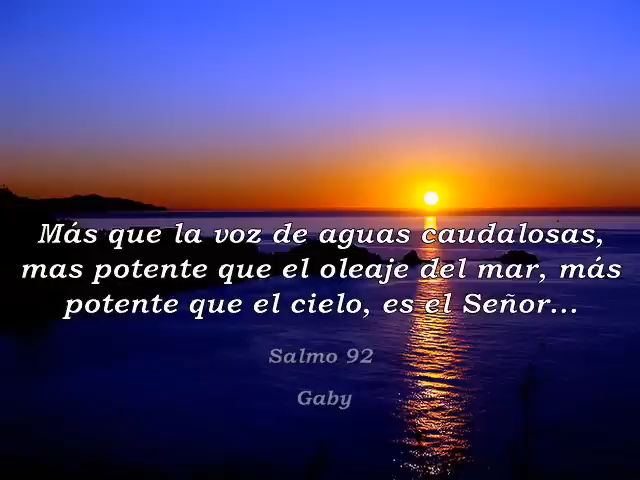 Más que la voz de aguas caudalosas,
mas potente que el oleaje del mar, más
potente que el cielo, es el Señor...
Salmo 92
Gaby